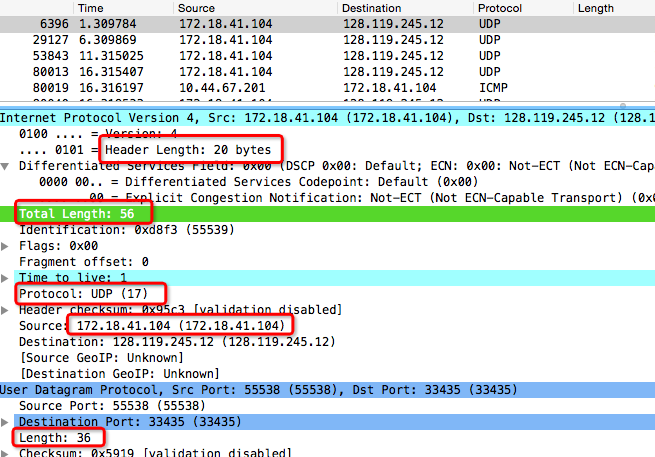 Time Source Destination Protocol Length
6396 1.309784 172.18.41.104 128.119.245.12 UDP
29127 6.309869 172.18.41.104 128.119.245.12 UDP
53843 11.315025 172.18.41.104 128.119.245.12 UDP
80013 16.315407 172.18.41.104 128.119.245.12 UDP
80019 16.316197 10.44.67.201 172.18.41.104 ICMP
Internet Protocol Version 4, Src: 172.18.41.104 (172.18.41.104), Dst: 128.119.245.12 (128.1
0100 .... = Version: 4
.... 0101 = Header Length: 20 bytes
Differentiated Services Field: 0x00 (DSCP 0x00: Default; ECN: 0x00: Not-ECT (Not ECN-Capab
0000 00.. = Differentiated Services Codepoint: Default (0x00)
00 = Explicit Congestion Notification: Not-ECT (Not ECN-Capable Transport) (0x0
Total Length: 56
Identification: 0xd8f3 (55539)
Flags: 0x00
Fragment offset: 0
Time to live: 1
Protocol: UDP (17)
Header checksum: 0x95c3 [validation disabled]
Source: 172.18.41.104 (172.18.41.104)
Destination: 128.119.245.12 (128.119.245.12)
[Source GeoIP: Unknown]
[Destination GeoIP: Unknown]
User Datagram Protocol, Src Port: 55538 (55538), Dst Port: 33435 (33435)
Source Port: 55538 (55538)
Destination Port: 33435 (33435)
Length: 36
Checksum: 0x5919 [validation disabled]